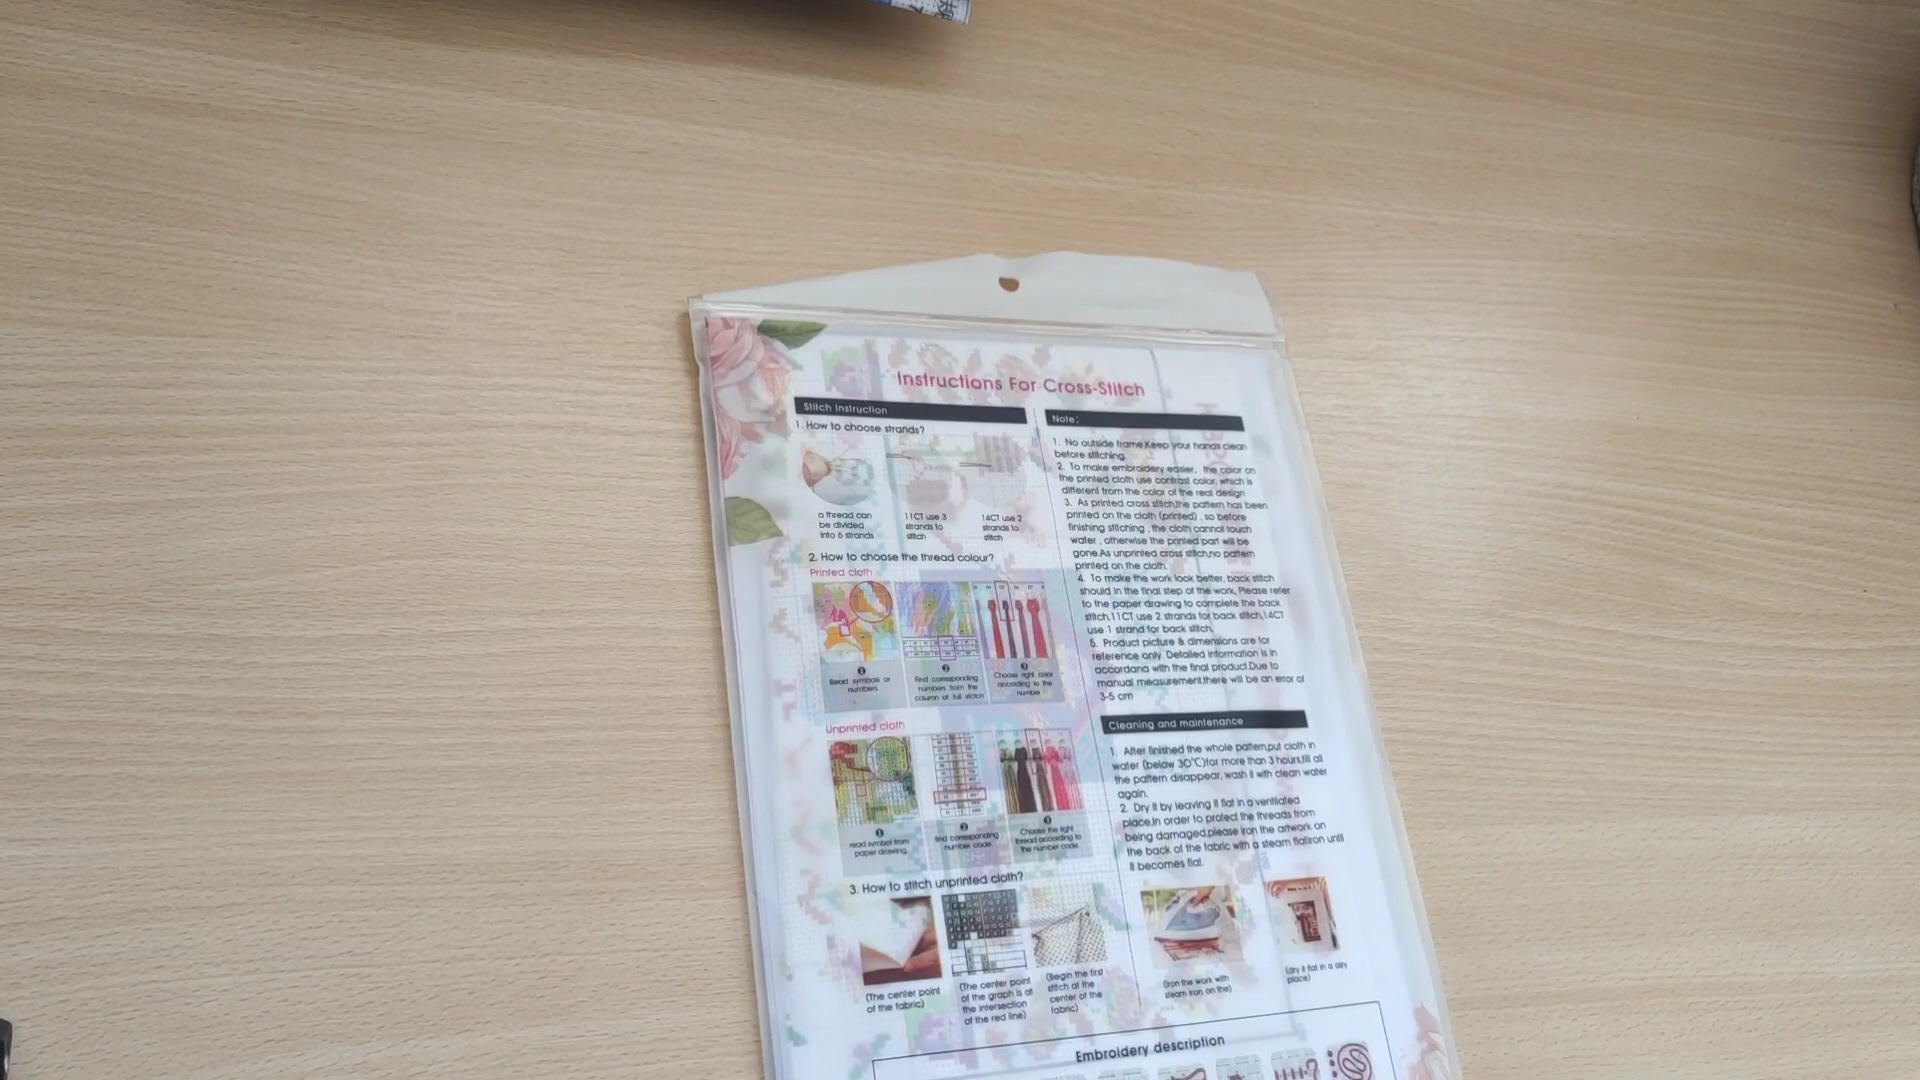 Instructions For Cross-Stitch
Stitch Instruction
1. How to choose strands?
a thread can
be divided
into 6 strands
11CT use 3
strands to
stitch
14CT use 2
strands to
stitch
2. How to choose the thread colour?
Printed cloth
1
Read symbols or
numbers
2
find corresponding
numbers from the
column of full stitch
3
Choose right color
according to the
number
Unprinted cloth
1
read symbol from
paper drawing.
2
find corresponding
number code.
3
Choose the right
thread according to
the number code.
3. How to stitch unprinted cloth?
(The center point
of the fabric)
(The center point
of the graph is at
the intersection
of the red line)
(Begin the first
stitch at the
center of the
fabric)
Note:
1. No outside frame.Keep your hands clean
before stitching.
2. To make embroidery easier, the color on
the printed cloth use contrast color, which is
different from the color of the real design
3. As printed cross stitch,the pattern has been
printed on the cloth (printed) , so before
finishing stitching , the cloth cannot touch
water , otherwise the printed part will be
gone.As unprinted cross stitch,no pattern
printed on the cloth.
4. To make the work look better, back stitch
should in the final step of the work, Please refer
to the paper drawing to complete the back
stitch,11CT use 2 strands for back stitch,14CT
use 1 strand for back stitch.
5. Product picture & dimensions are for
reference only. Detailed information is in
accordana with the final product.Due to
manual measurement,there will be an error of
3-5 cm
Cleaning and maintenance
1. After finished the whole pattern,put cloth in
water (below 30°C)for more than 3 hours,till all
the pattern disappear, wash it with clean water
again.
2. Dry it by leaving it flat in a ventilated
place.In order to protect the threads from
being damaged,please iron the artwork on
the back of the fabric with a steam flatiron until
it becomes flat.
(Iron the work with
steam iron on the)
(dry it flat in a airy
place)
Embroidery description